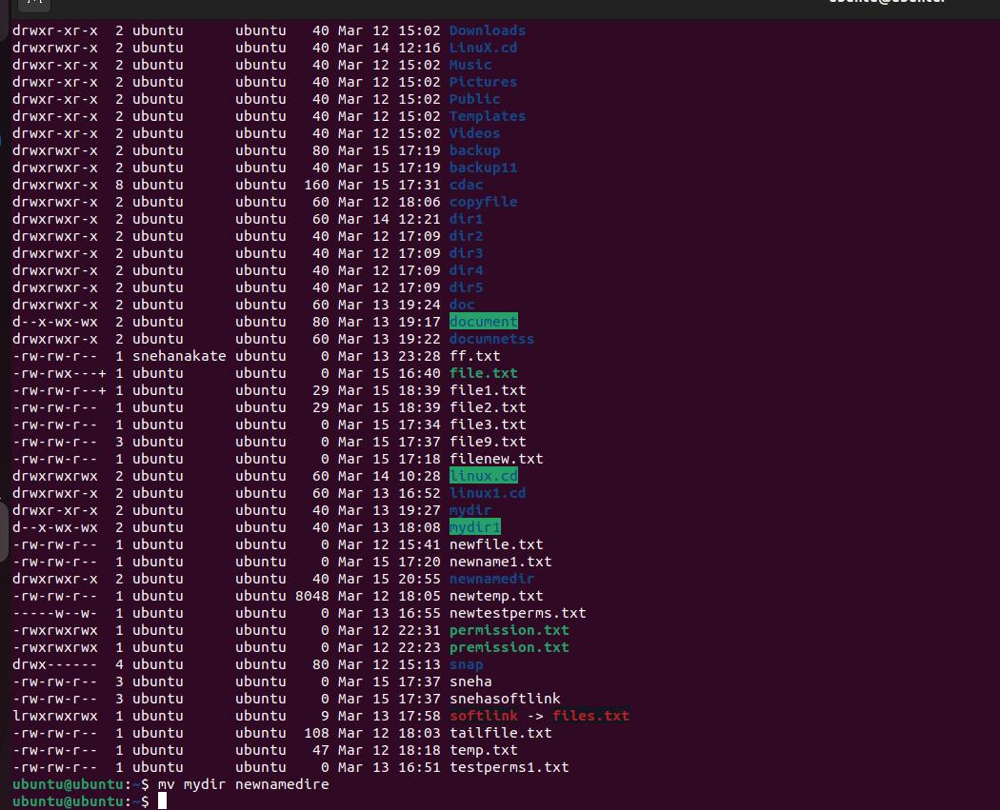 drwxr-xr-x  2 ubuntu      ubuntu   40 Mar 12 15:02 Downloads
drwxrwxr-x  2 ubuntu      ubuntu   40 Mar 14 12:16 LinuX.cd
drwxr-xr-x  2 ubuntu      ubuntu   40 Mar 12 15:02 Music
drwxr-xr-x  2 ubuntu      ubuntu   40 Mar 12 15:02 Pictures
drwxr-xr-x  2 ubuntu      ubuntu   40 Mar 12 15:02 Public
drwxr-xr-x  2 ubuntu      ubuntu   40 Mar 12 15:02 Templates
drwxr-xr-x  2 ubuntu      ubuntu   40 Mar 12 15:02 Videos
drwxrwxr-x  2 ubuntu      ubuntu   80 Mar 15 17:19 backup
drwxrwxr-x  2 ubuntu      ubuntu   40 Mar 15 17:19 backup11
drwxrwxr-x  8 ubuntu      ubuntu  160 Mar 15 17:31 cdac
drwxrwxr-x  2 ubuntu      ubuntu   60 Mar 12 18:06 copyfile
drwxrwxr-x  2 ubuntu      ubuntu   60 Mar 14 12:21 dir1
drwxrwxr-x  2 ubuntu      ubuntu   40 Mar 12 17:09 dir2
drwxrwxr-x  2 ubuntu      ubuntu   40 Mar 12 17:09 dir3
drwxrwxr-x  2 ubuntu      ubuntu   40 Mar 12 17:09 dir4
drwxrwxr-x  2 ubuntu      ubuntu   40 Mar 12 17:09 dir5
drwxrwxr-x  2 ubuntu      ubuntu   60 Mar 13 19:24 doc
d--x-wx-wx  2 ubuntu      ubuntu   80 Mar 13 19:17 document
drwxrwxr-x  2 ubuntu      ubuntu   60 Mar 13 19:22 documnetss
-rw-rw-r--  1 snehanakate ubuntu    0 Mar 13 23:28 ff.txt
-rw-rwx---+ 1 ubuntu      ubuntu    0 Mar 15 16:40 file.txt
-rw-rw-r--+ 1 ubuntu      ubuntu   29 Mar 15 18:39 file1.txt
-rw-rw-r--  1 ubuntu      ubuntu   29 Mar 15 18:39 file2.txt
-rw-rw-r--  1 ubuntu      ubuntu    0 Mar 15 17:34 file3.txt
-rw-rw-r--  3 ubuntu      ubuntu    0 Mar 15 17:37 file9.txt
-rw-rw-r--  1 ubuntu      ubuntu    0 Mar 15 17:18 filenew.txt
drwxrwxrwx  2 ubuntu      ubuntu   60 Mar 14 10:28 linux.cd
drwxrwxr-x  2 ubuntu      ubuntu   60 Mar 13 16:52 linux1.cd
drwxr-xr-x  2 ubuntu      ubuntu   40 Mar 13 19:27 mydir
d--x-wx-wx  2 ubuntu      ubuntu   40 Mar 13 18:08 mydir1
-rw-rw-r--  1 ubuntu      ubuntu    0 Mar 12 15:41 newfile.txt
-rw-rw-r--  1 ubuntu      ubuntu    0 Mar 15 17:20 newname1.txt
drwxrwxr-x  2 ubuntu      ubuntu   40 Mar 15 20:55 newnamedir
-rw-rw-r--  1 ubuntu      ubuntu 8048 Mar 12 18:05 newtemp.txt
-----w--w-  1 ubuntu      ubuntu    0 Mar 13 16:55 newtestperms.txt
-rwxrwxrwx  1 ubuntu      ubuntu    0 Mar 12 22:31 permission.txt
-rwxrwxrwx  1 ubuntu      ubuntu    0 Mar 12 22:23 premission.txt
drwx------  4 ubuntu      ubuntu   80 Mar 12 15:13 snap
-rw-rw-r--  3 ubuntu      ubuntu    0 Mar 15 17:37 sneha
-rw-rw-r--  3 ubuntu      ubuntu    0 Mar 15 17:37 snehasoftlink
lrwxrwxrwx  1 ubuntu      ubuntu    9 Mar 13 17:58 softlink -> files.txt
-rw-rw-r--  1 ubuntu      ubuntu  108 Mar 12 18:03 tailfile.txt
-rw-rw-r--  1 ubuntu      ubuntu   47 Mar 12 18:18 temp.txt
-rw-rw-r--  1 ubuntu      ubuntu    0 Mar 13 16:51 testperms1.txt
ubuntu@ubuntu:~$ mv mydir newnamedire
ubuntu@ubuntu:~$